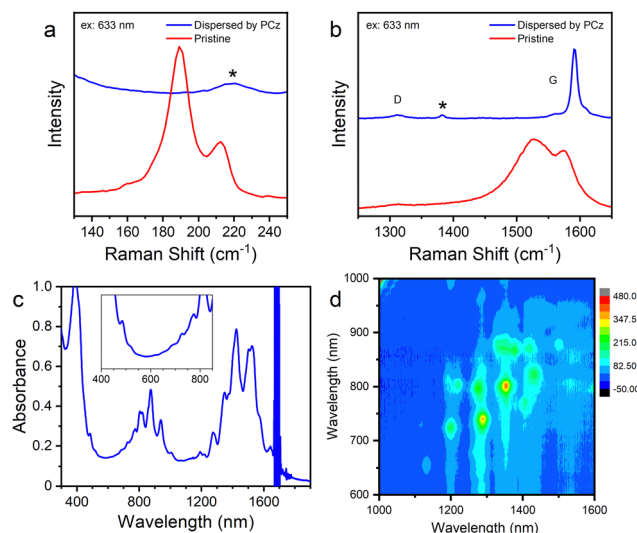 a
ex: 633 nm
Dispersed by PCz
Pristine
*
Intensity
130 140 160 180 200 220 240
Raman Shift (cm⁻¹)
b
ex: 633 nm
Dispersed by PCz
Pristine
D
*
G
Intensity
1300 1400 1500 1600
Raman Shift (cm⁻¹)
c
1.0
0.8
0.6
0.4
0.2
0
Absorbance
400 600 800
400 800 1200 1600
Wavelength (nm)
d
1000
900
800
700
600
Wavelength (nm)
1000 1100 1200 1300 1400 1600
Wavelength (nm)
480.0
347.5
215.0
82.50
-50.00